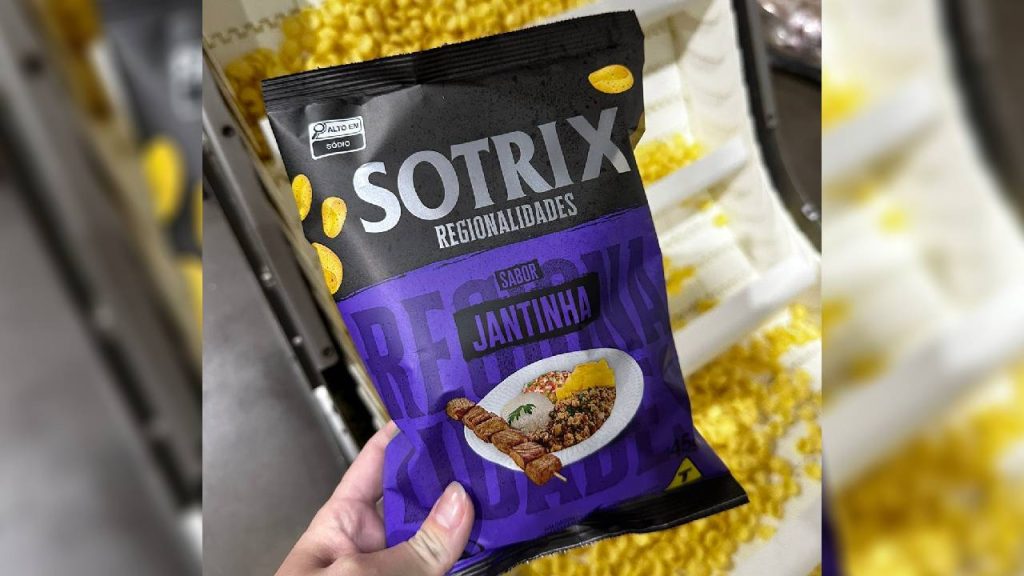 ALTO EM
SÓDIO
SOTRIX
REGIONALIDADES
SABOR
JANTINHA
T